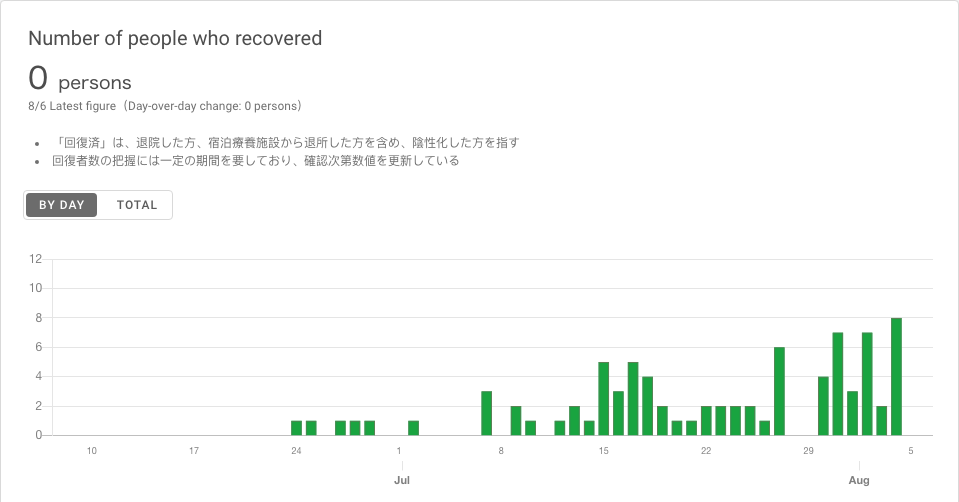 Number of people who recovered
0 persons
8/6 Latest figure（Day-over-day change: 0 persons）
• 「回復済」は、退院した方、宿泊療養施設から退所した方を含め、陰性化した方を指す
• 回復者数の把握には一定の期間を要しており、確認次第数値を更新している
BY DAY TOTAL
12
10
8
6
4
2
0
10 17 24 1 8 15 22 29 5
Jul Aug